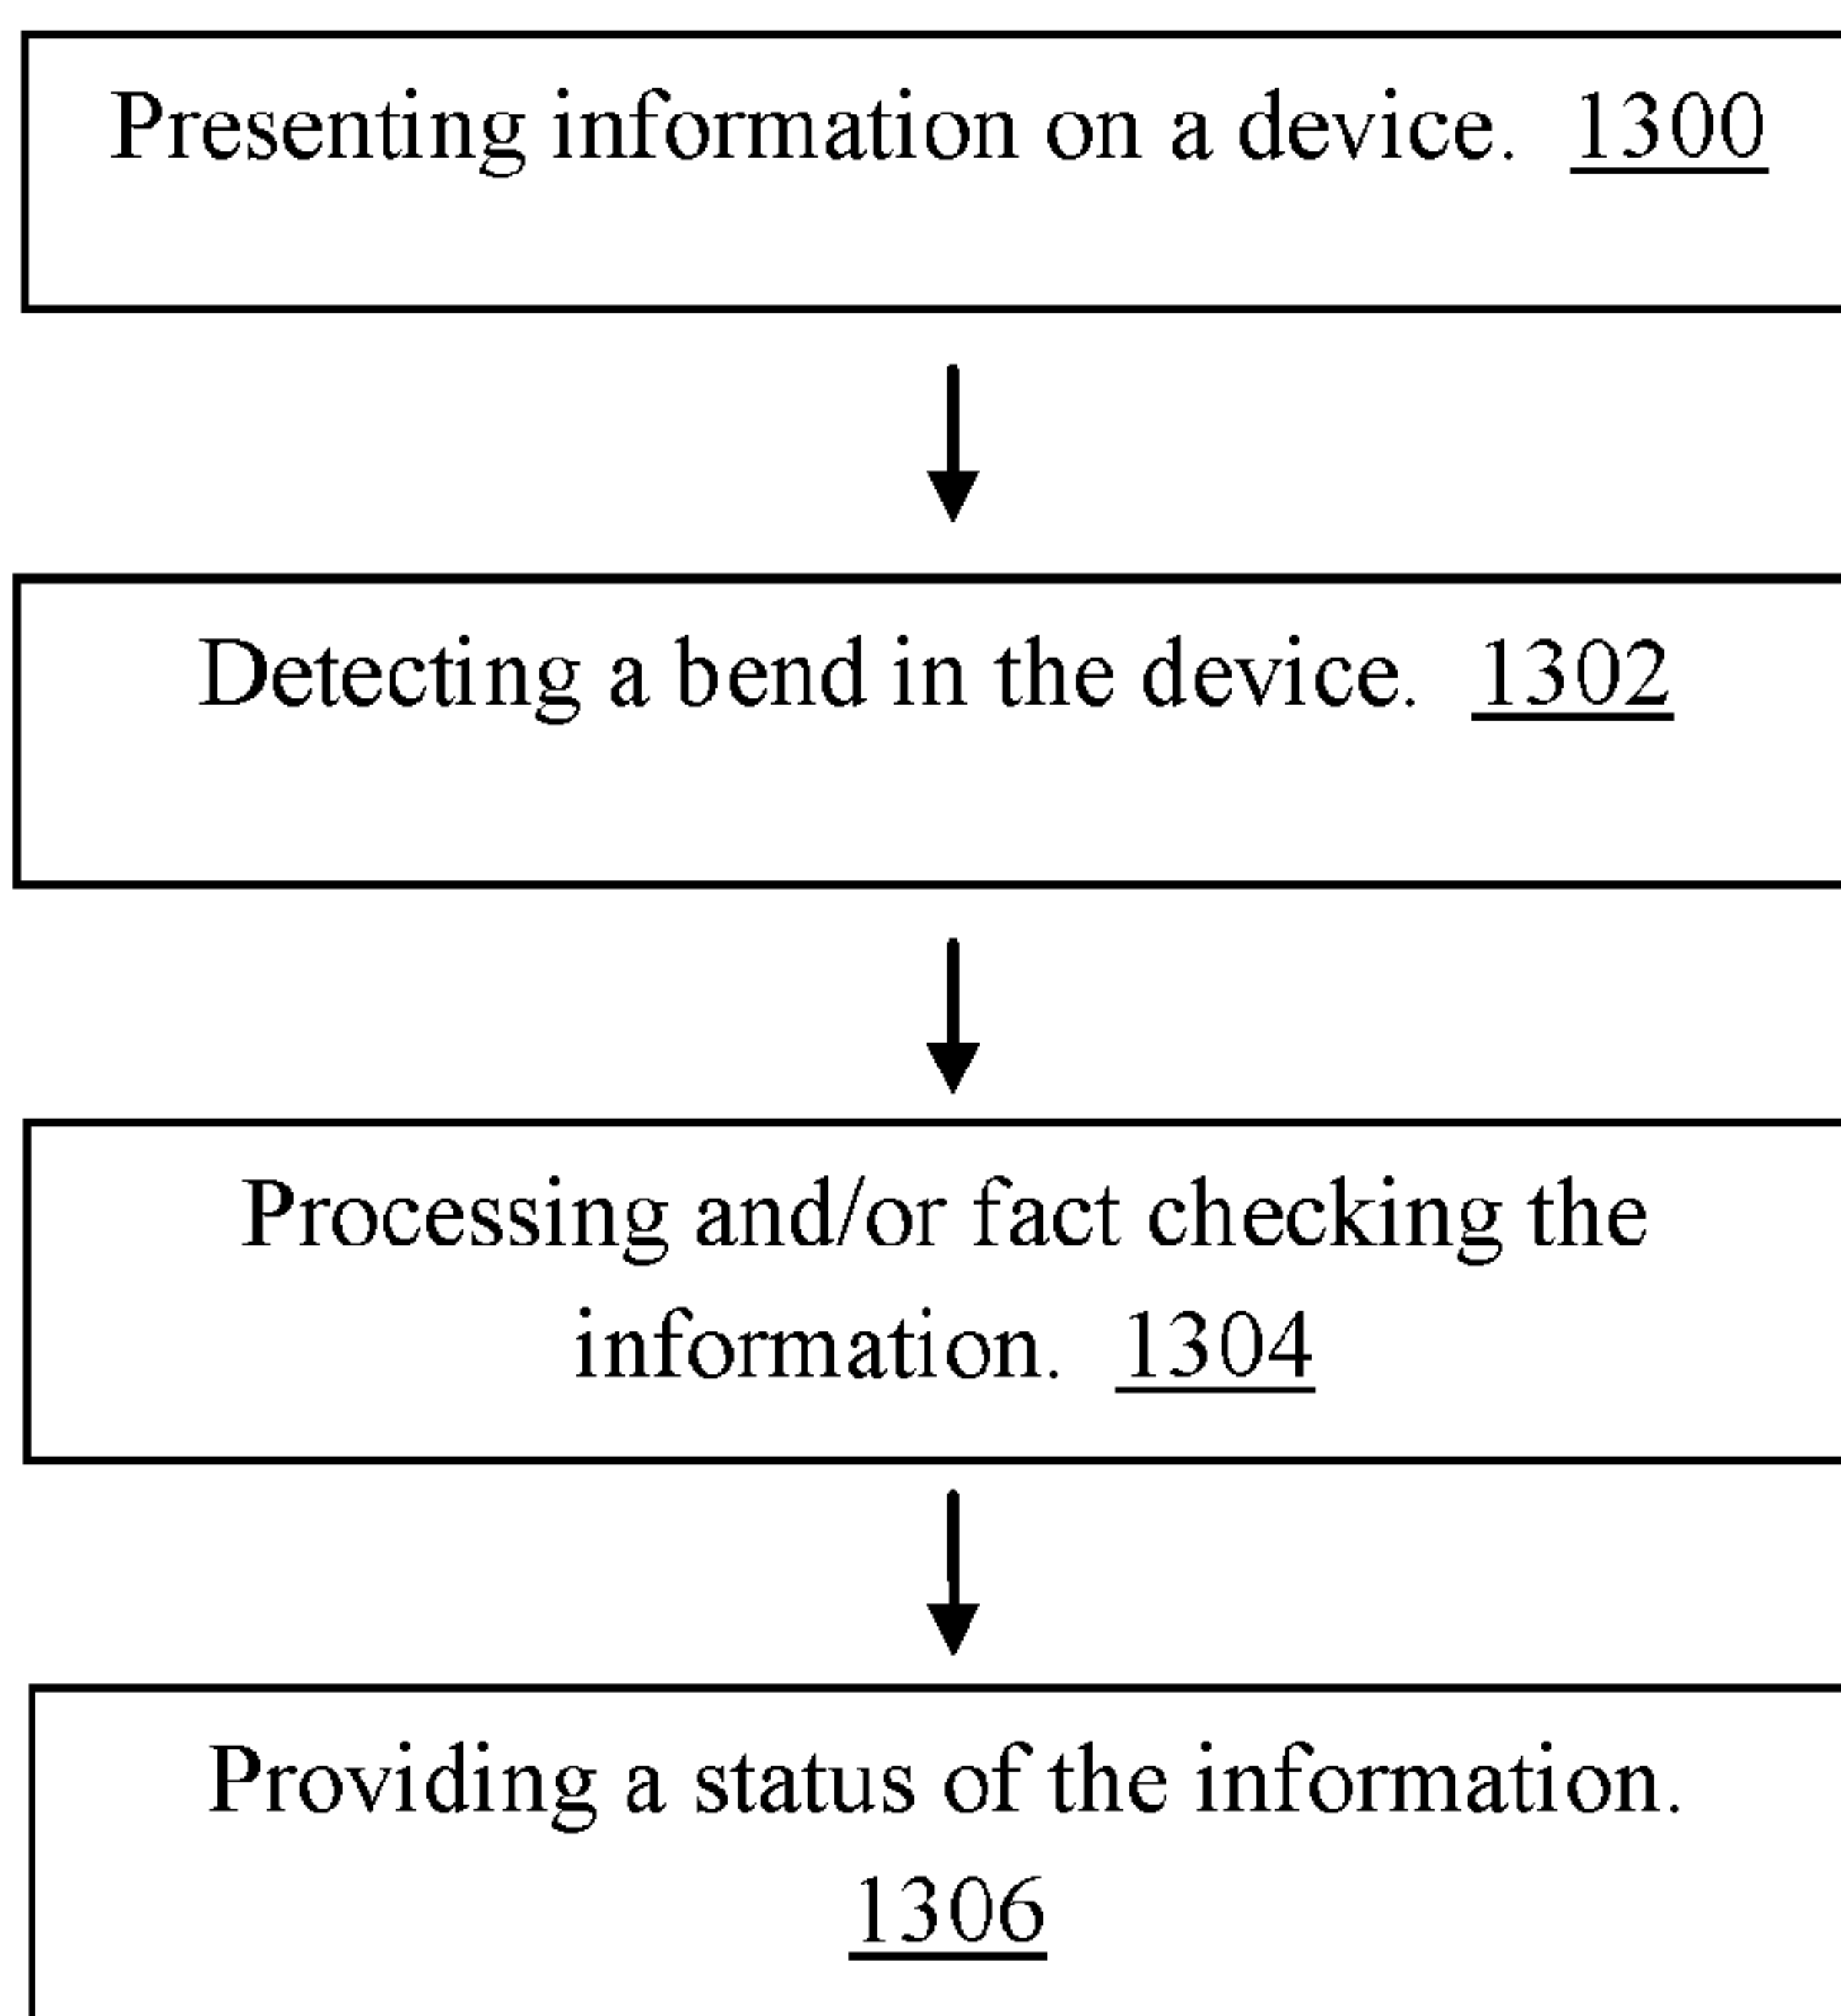 Presenting information on a device. 1300
Detecting a bend in the device. 1302
Processing and/or fact checking the
information. 1304
Providing a status of the information.
1306